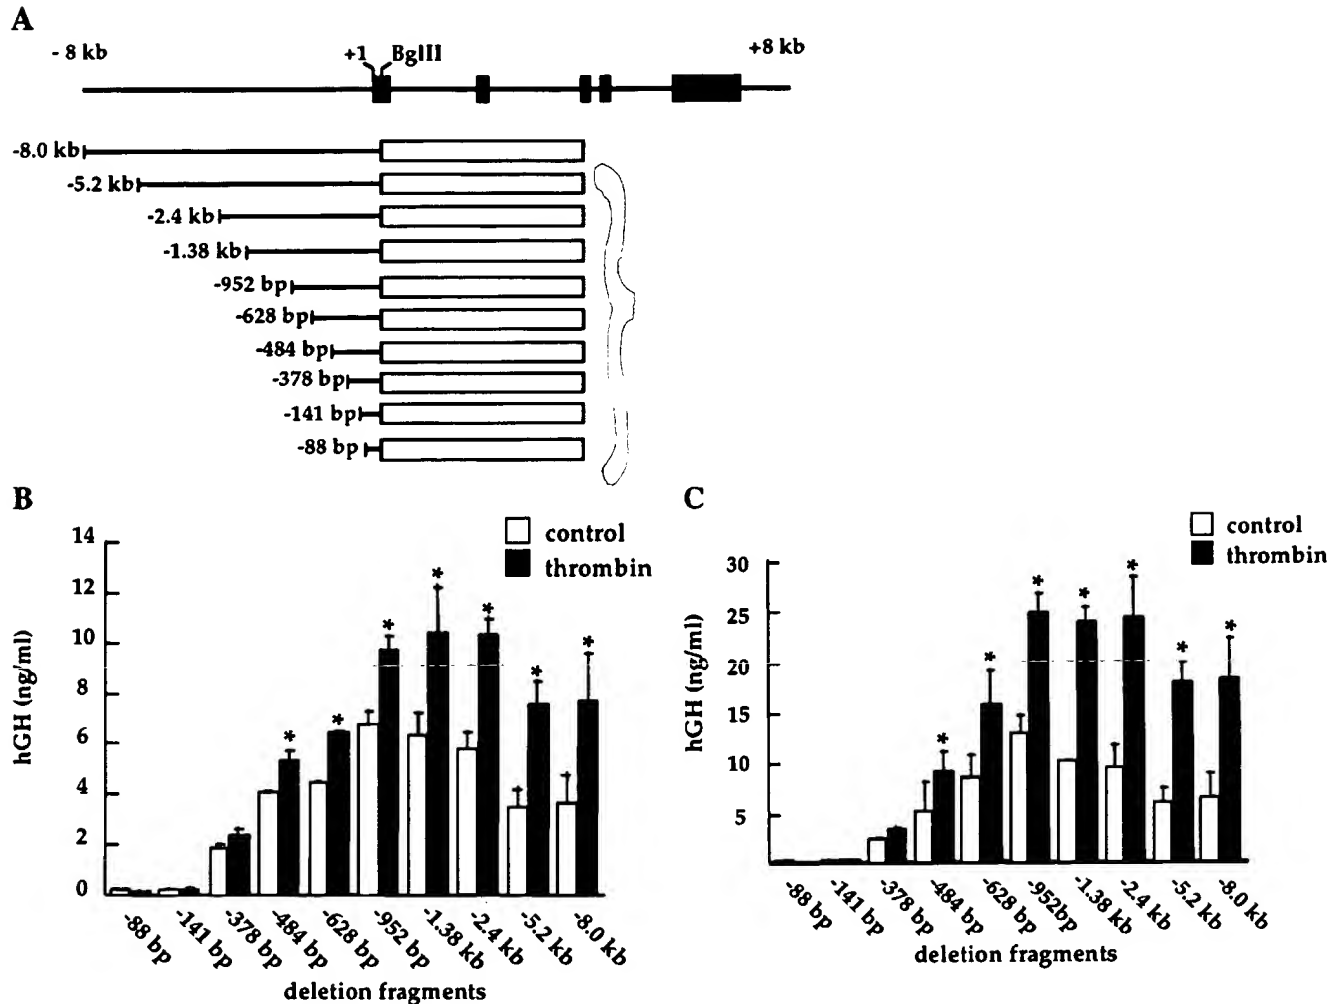 A
- 8 kb
+1 BglII
+8 kb
-8.0 kb
-5.2 kb
-2.4 kb
-1.38 kb
-952 bp
-628 bp
-484 bp
-378 bp
-141 bp
-88 bp
B
control
thrombin
14
12
10
8
6
4
2
0
hGH (ng/ml)
* * * * * * *
-88 bp
-141 bp
-378 bp
-484 bp
-628 bp
-952 bp
-1.38 kb
-2.4 kb
-5.2 kb
-8.0 kb
deletion fragments
C
control
thrombin
30
25
20
15
10
5
hGH (ng/ml)
* * * * * * *
-88 bp
-141 bp
-378 bp
-484 bp
-628 bp
-952bp
-1.38 kb
-2.4 kb
-5.2 kb
-8.0 kb
deletion fragments